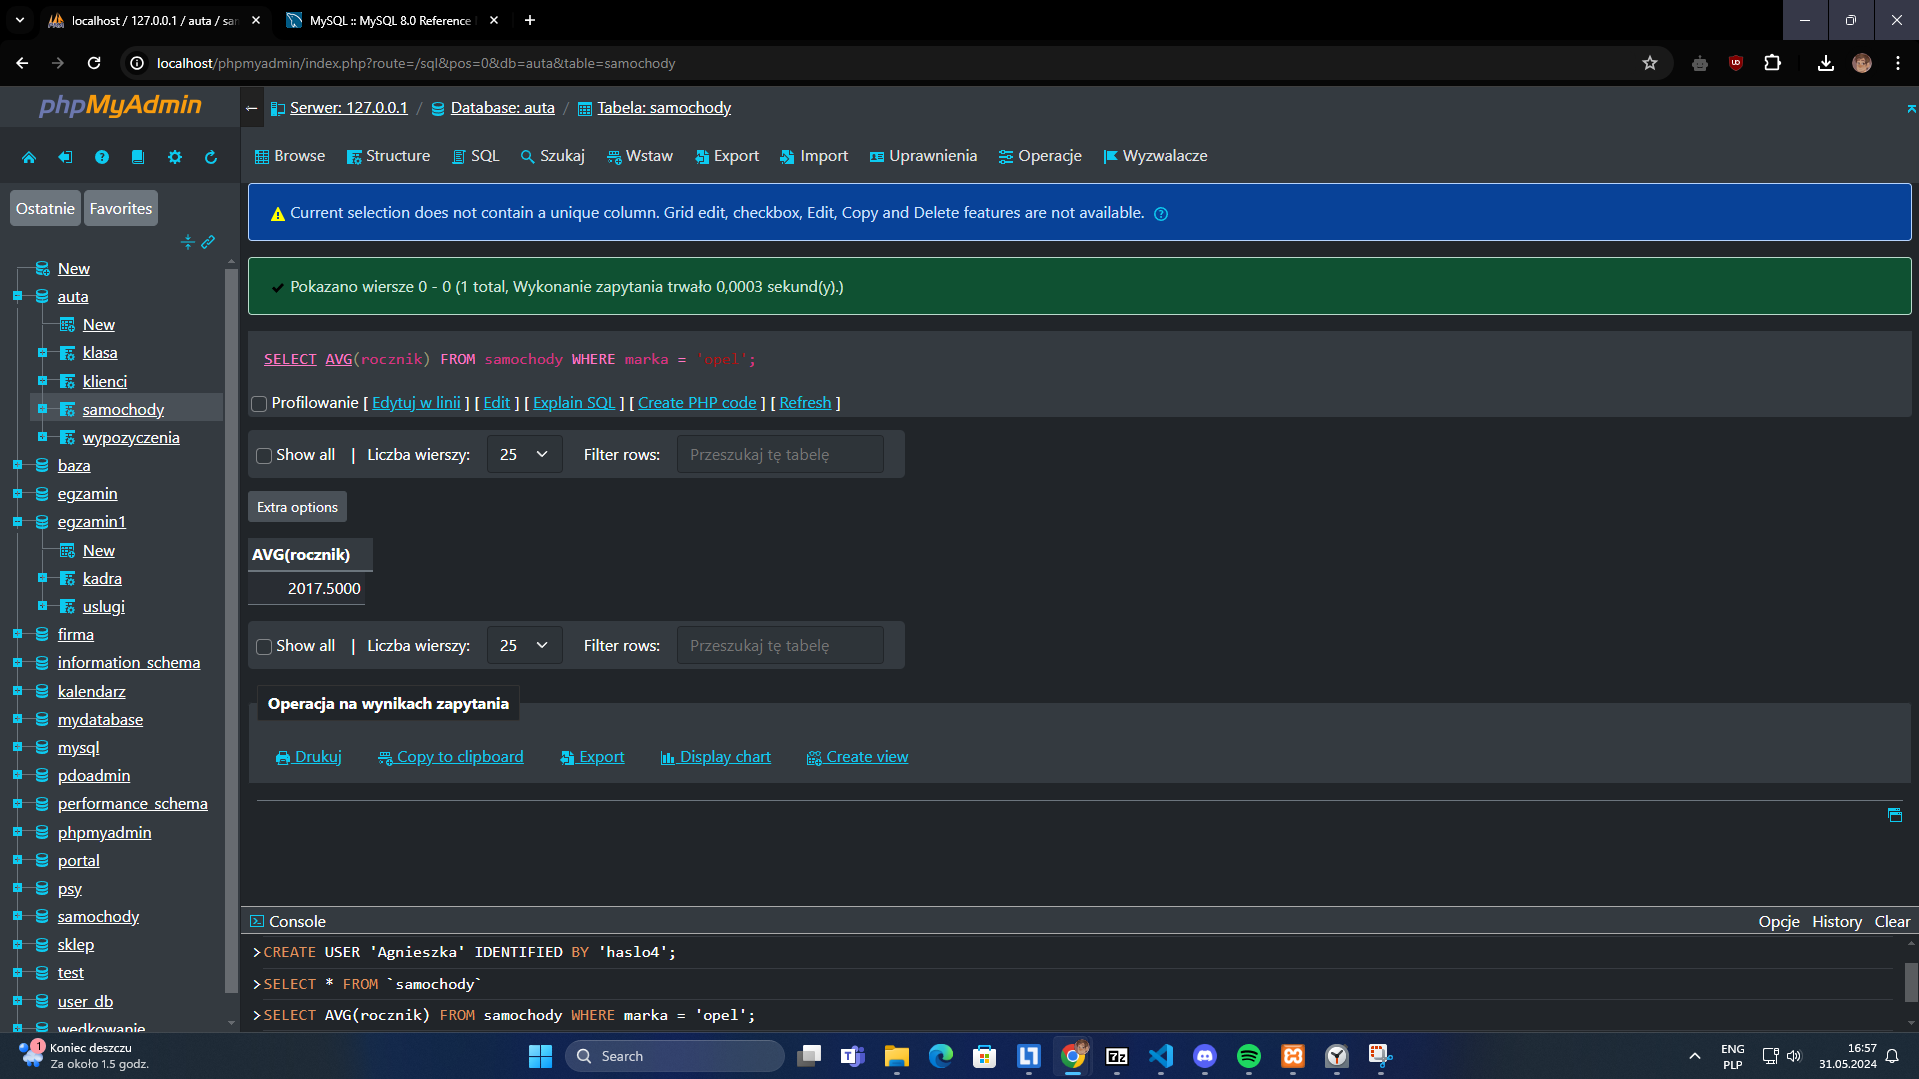 localhost / 127.0.0.1 / auta / sar
MySQL :: MySQL 8.0 Reference
localhost/phpmyadmin/index.php?route=/sql&pos=0&db=auta&table=samochody
phpMyAdmin
Serwer: 127.0.0.1 / Database: auta / Tabela: samochody
Browse Structure SQL Szukaj Wstaw Export Import Uprawnienia Operacje Wyzwalacze
Ostatnie Favorites
New
auta
New
klasa
klienci
samochody
wypozyczenia
baza
egzamin
egzamin1
New
kadra
uslugi
firma
information_schema
kalendarz
mydatabase
mysql
pdoadmin
performance_schema
phpmyadmin
portal
psy
samochody
sklep
test
user_db
wedkowanie
Current selection does not contain a unique column. Grid edit, checkbox, Edit, Copy and Delete features are not available.
Pokazano wiersze 0 - 0 (1 total, Wykonanie zapytania trwało 0,0003 sekund(y).)
SELECT AVG(rocznik) FROM samochody WHERE marka = 'opel';
Profilowanie [ Edytuj w linii ] [ Edit ] [ Explain SQL ] [ Create PHP code ] [ Refresh ]
Show all | Liczba wierszy: 25 Filter rows: Przeszukaj tę tabelę
Extra options
AVG(rocznik)
2017.5000
Show all | Liczba wierszy: 25 Filter rows: Przeszukaj tę tabelę
Operacja na wynikach zapytania
Drukuj Copy to clipboard Export Display chart Create view
Console Opcje History Clear
>CREATE USER 'Agnieszka' IDENTIFIED BY 'haslo4';
>SELECT * FROM `samochody`
>SELECT AVG(rocznik) FROM samochody WHERE marka = 'opel';
1
Koniec deszczu
Za około 1.5 godz.
Search
ENG
PLP
16:57
31.05.2024